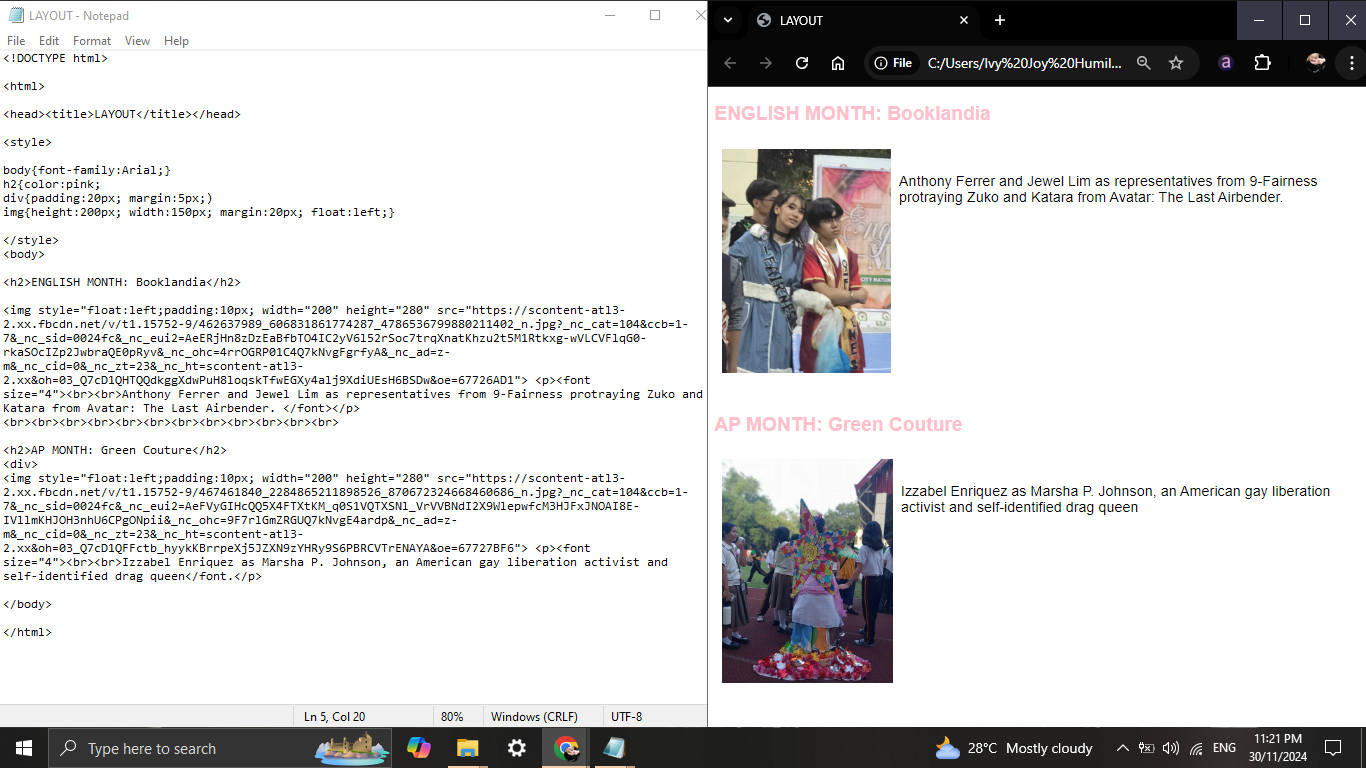 LAYOUT - Notepad
File Edit Format View Help
<!DOCTYPE html>
<html>
<head><title>LAYOUT</title></head>
<style>
body{font-family:Arial;}
h2{color:pink;
div{padding:20px; margin:5px;)
img{height:200px; width:150px; margin:20px; float:left;}
</style>
<body>
<h2>ENGLISH MONTH: Booklandia</h2>
<img style="float:left;padding:10px; width="200" height="280" src="https://scontent-atl3-
2.xx.fbcdn.net/v/t1.15752-9/462637989_606831861774287_4786536799880211402_n.jpg?_nc_cat=104&ccb=1-
7&_nc_sid=0024fc&_nc_eui2=AeERjHn8zDzEaBfbTO4IC2yV6l52rSoc7trqXnatKhzu2t5M1Rtkxg-wVLCVFlqG0-
rkaSOcIZp2JwbraQE0pRyv&_nc_ohc=4rrOGRP01C4Q7kNvgFgrfyA&_nc_ad=z-
m&_nc_cid=0&_nc_zt=23&_nc_ht=scontent-atl3-
2.xx&oh=03_Q7cD1QHTQQdkggXdwPuH8loqskTfwEGXy4alj9XdiUEsH6BSDw&oe=67726AD1"> <p><font
size="4"><br><br>Anthony Ferrer and Jewel Lim as representatives from 9-Fairness protraying Zuko and
Katara from Avatar: The Last Airbender. </font></p>
<br><br><br><br><br><br><br><br><br><br><br><br>
<h2>AP MONTH: Green Couture</h2>
<div>
<img style="float:left;padding:10px; width="200" height="280" src="https://scontent-atl3-
2.xx.fbcdn.net/v/t1.15752-9/467461840_2284865211898526_870672324668460686_n.jpg?_nc_cat=104&ccb=1-
7&_nc_sid=0024fc&_nc_eui2=AeFVyGIHcQQ5X4FTXtKM_q0S1VQTXSNl_VrVVBNdI2X9WlepwfcM3HJFxJNOAI8E-
IVl1mKHJOH3nhU6CPgONpii&_nc_ohc=9F7rlGmZRGUQ7kNvgE4ardp&_nc_ad=z-
m&_nc_cid=0&_nc_zt=23&_nc_ht=scontent-atl3-
2.xx&oh=03_Q7cD1QFFctb_hyykKBrrpeXj5JZXN9zYHRy9S6PBRCVTrENAYA&oe=67727BF6"> <p><font
size="4"><br><br>Izzabel Enriquez as Marsha P. Johnson, an American gay liberation activist and
self-identified drag queen</font.</p>
</body>
</html>
Ln 5, Col 20 80% Windows (CRLF) UTF-8
LAYOUT
File C:/Users/Ivy%20Joy%20Humil...
ENGLISH MONTH: Booklandia
Anthony Ferrer and Jewel Lim as representatives from 9-Fairness
protraying Zuko and Katara from Avatar: The Last Airbender.
AP MONTH: Green Couture
Izzabel Enriquez as Marsha P. Johnson, an American gay liberation
activist and self-identified drag queen
Type here to search
28°C Mostly cloudy
ENG
11:21 PM
30/11/2024